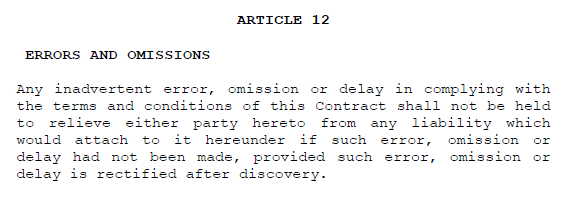 ARTICLE 12
ERRORS AND OMISSIONS
Any inadvertent error, omission or delay in complying with
the terms and conditions of this Contract shall not be held
to relieve either party hereto from any liability which
would attach to it hereunder if such error, omission or
delay had not been made, provided such error, omission or
delay is rectified after discovery.